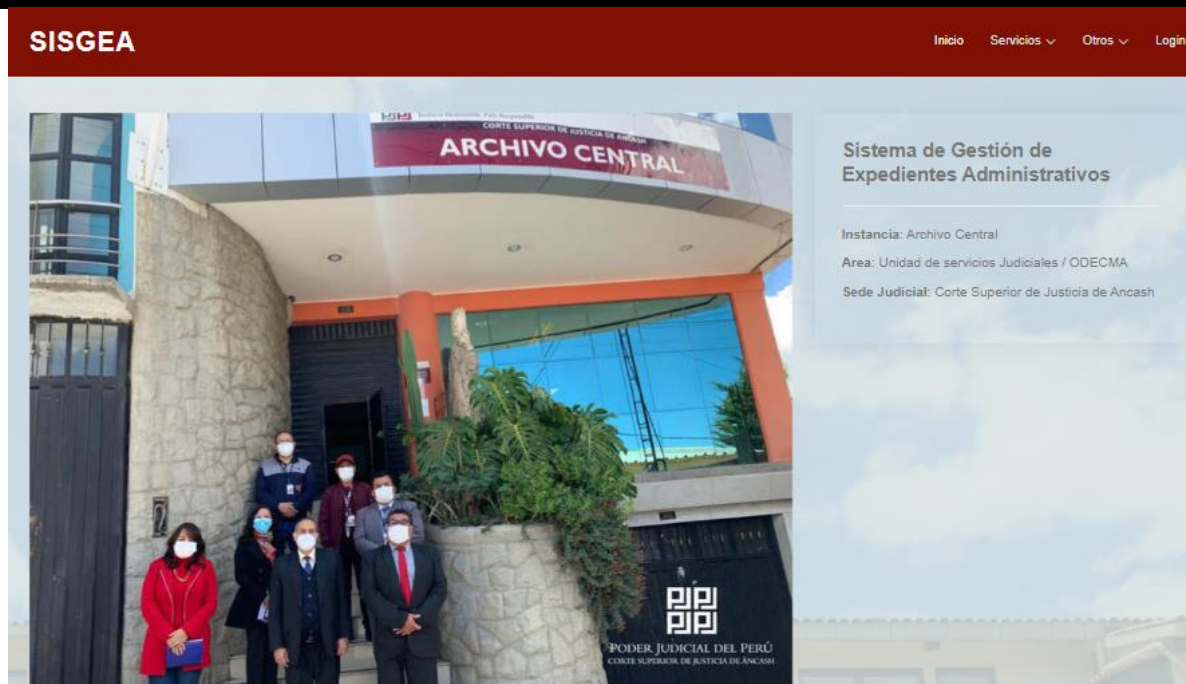 SISGEA
Inicio
Servicios
Otros
Login
CORTE SUPERIOR DE JUSTICIA DE ANCASH
ARCHIVO CENTRAL
PODER JUDICIAL DEL PERÚ
CORTE SUPERIOR DE JUSTICIA DE ÁNCASH
Sistema de Gestión de
Expedientes Administrativos
Instancia: Archivo Central
Area: Unidad de servicios Judiciales / ODECMA
Sede Judicial: Corte Superior de Justicia de Ancash